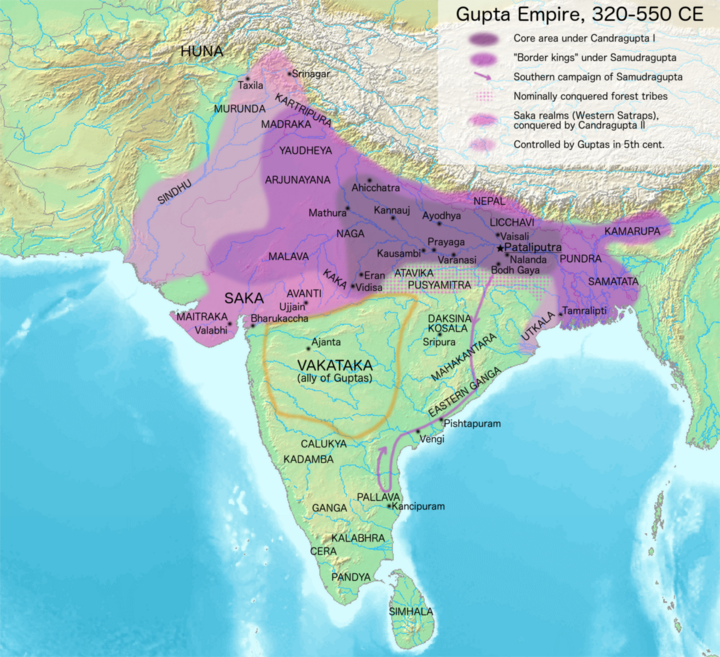 Gupta Empire, 320-550 CE
Core area under Candragupta I
"Border kings" under Samudragupta
Southern campaign of Samudragupta
Nominally conquered forest tribes
Saka realms (Western Satraps),
conquered by Candragupta II
Controlled by Guptas in 5th cent.
HUNA
Srinagar
Taxila
MURUNDA
KARTRIPURA
MADRAKA
YAUDHEYA
ARJUNAYANA
SINDHU
Ahicchatra
Mathura
Kannauj
Ayodhya
NEPAL
LICCHAVI
KAMARUPA
NAGA
Vaisali
Prayaga
Pataliputra
Kausambi
Varanasi
Nalanda
PUNDRA
MALAVA
Bodh Gaya
KAKA
Eran
ATAVIKA
Vidisa
PUSYAMITRA
SAMATATA
SAKA
AVANTI
Ujjain
MAITRAKA
Valabhi
Bharukaccha
DAKSINA
KOSALA
Sripura
UTKALA
Tamralipti
Ajanta
VAKATAKA
(ally of Guptas)
MAHAKANTARA
EASTERN GANGA
Pishtapuram
Vengi
CALUKYA
KADAMBA
PALLAVA
Kancipuram
GANGA
KALABHRA
CERA
PANDYA
SIMHALA